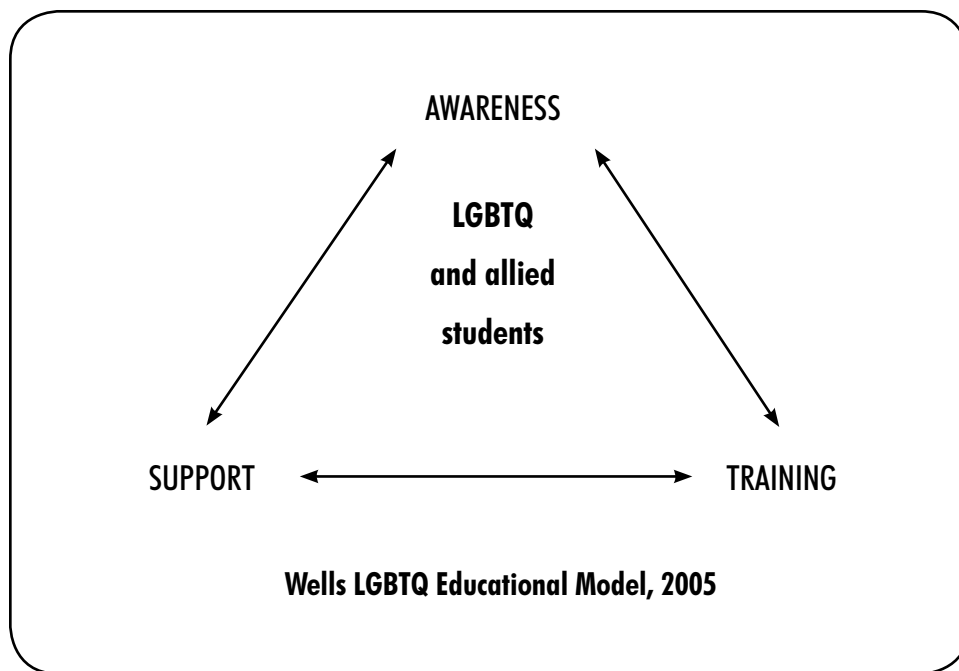 AWARENESS
LGBTQ
and allied
students
SUPPORT
TRAINING
Wells LGBTQ Educational Model, 2005